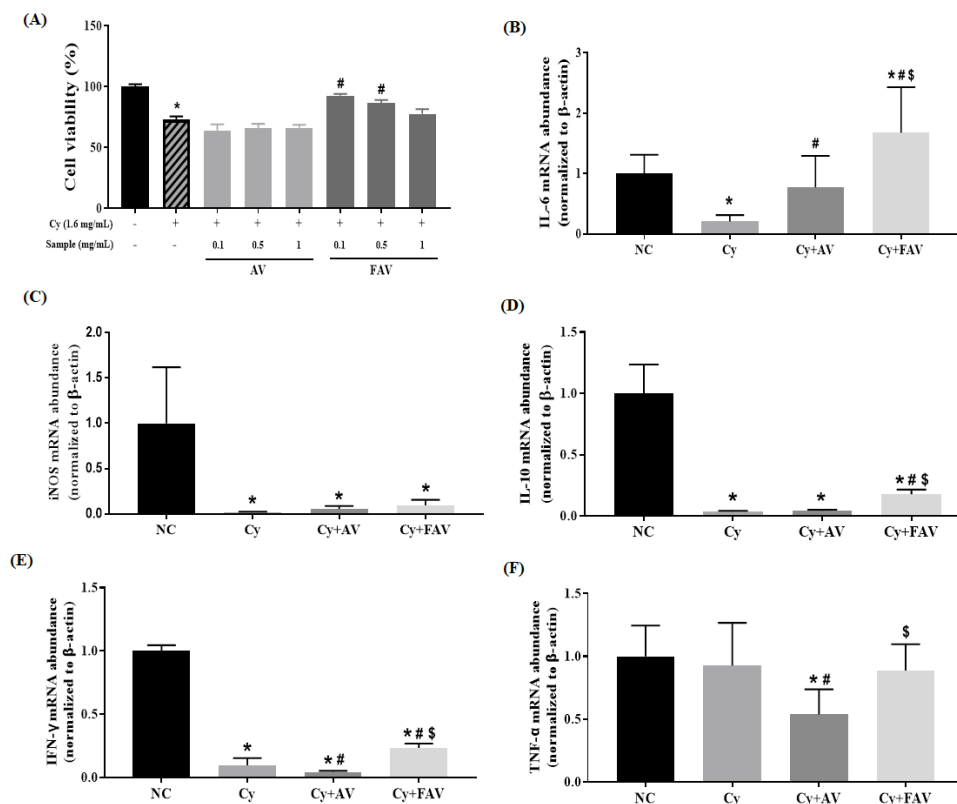 (A)
Cell viability (%)
150
100
50
0
*
# #
Cy (1.6 mg/mL) - + + + + + + +
Sample (mg/mL) - - 0.1 0.5 1 0.1 0.5 1
AV FAV
(B)
IL-6 mRNA abundance
(normalized to β-actin)
3
2
1
0
*
#
*#$
NC Cy Cy+AV Cy+FAV
(C)
iNOS mRNA abundance
(normalized to β-actin)
2.0
1.5
1.0
0.5
0.0
* * *
NC Cy Cy+AV Cy+FAV
(D)
IL-10 mRNA abundance
(normalized to β-actin)
1.5
1.0
0.5
0.0
* * *#$
NC Cy Cy+AV Cy+FAV
(E)
IFN-γ mRNA abundance
(normalized to β-actin)
1.5
1.0
0.5
0.0
* *# *#$
NC Cy Cy+AV Cy+FAV
(F)
TNF-α mRNA abundance
(normalized to β-actin)
1.5
1.0
0.5
0.0
*# $
NC Cy Cy+AV Cy+FAV